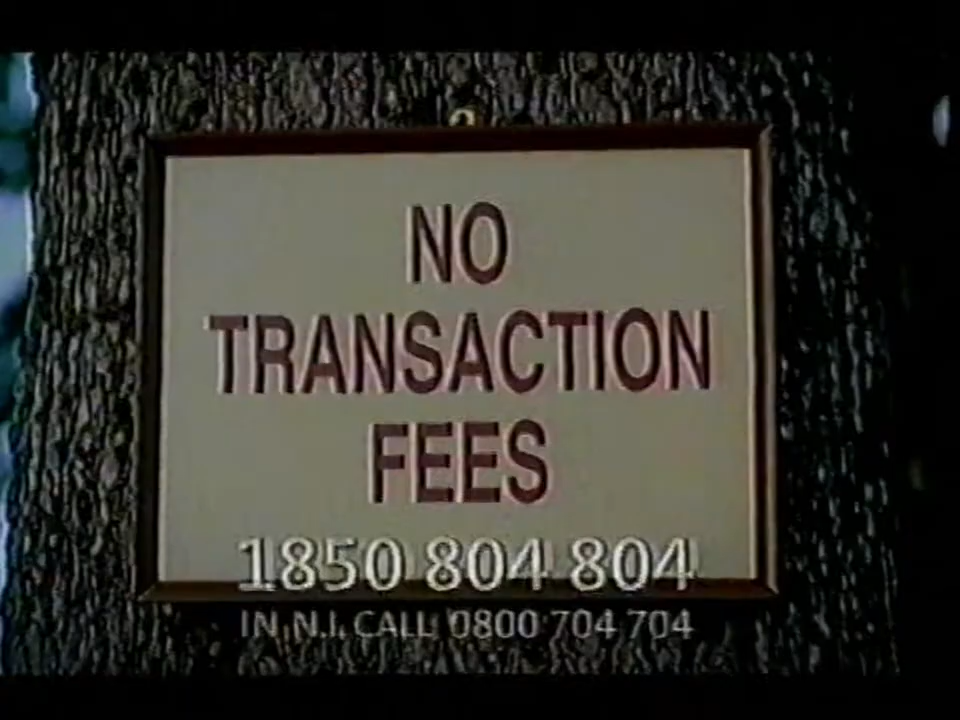 NO
TRANSACTION
FEES
1850 804 804
IN N.I. CALL 0800 704 704